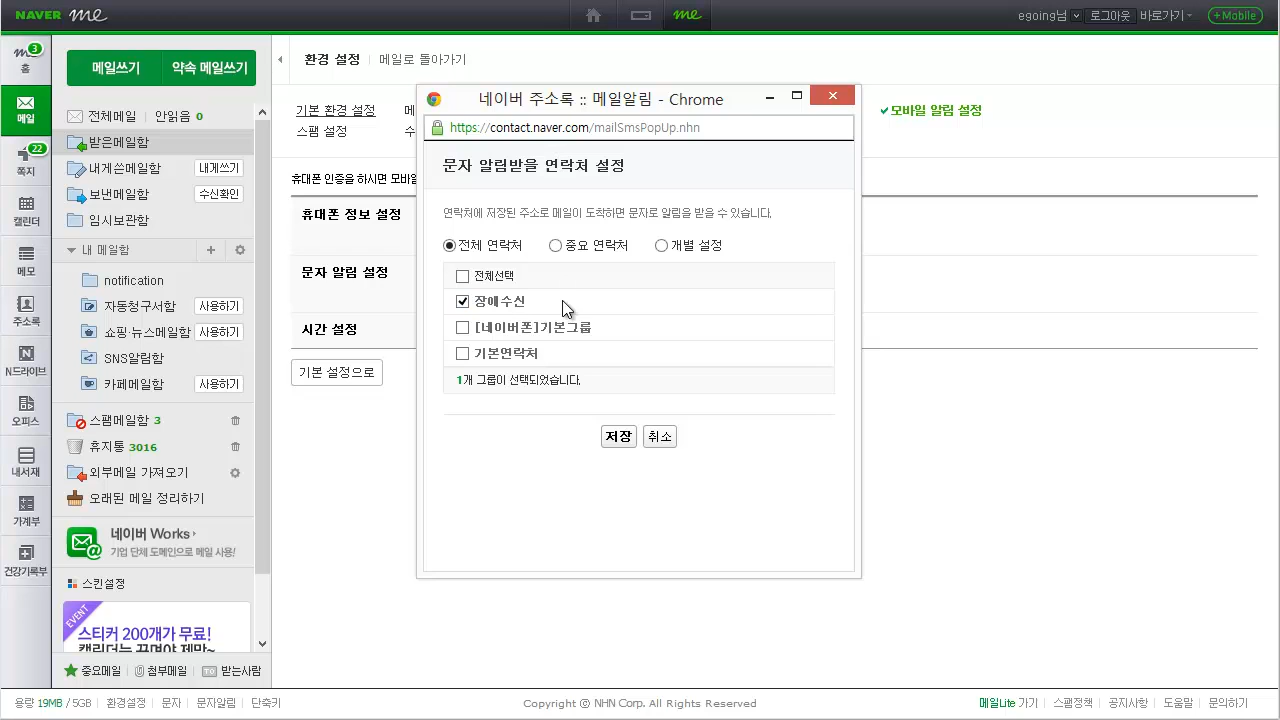 NAVER me
egoing님 로그아웃 바로가기
+Mobile
me 3
홈
메일
22
쪽지
캘린더
메모
주소록
N드라이브
오피스
내서재
가계부
건강기록부
메일쓰기 약속 메일쓰기
전체메일 안읽음 0
받은메일함
내게쓴메일함 내게쓰기
보낸메일함 수신확인
임시보관함
내 메일함
notification
자동청구서함 사용하기
쇼핑·뉴스메일함 사용하기
SNS알림함
카페메일함 사용하기
스팸메일함 3
휴지통 3016
외부메일 가져오기
오래된 메일 정리하기
네이버 Works
기업 단체 도메인으로 메일 사용!
스킨설정
EVENT
스티커 200개가 무료!
캘린더는 꾸며야 제맛~
중요메일 첨부메일 받는사람
환경 설정 메일로 돌아가기
기본 환경 설정 메
스팸 설정 수
모바일 알림 설정
휴대폰 인증을 하시면 모바일
휴대폰 정보 설정
문자 알림 설정
시간 설정
기본 설정으로
네이버 주소록 :: 메일알림 - Chrome
https://contact.naver.com/mailSmsPopUp.nhn
문자 알림받을 연락처 설정
연락처에 저장된 주소로 메일이 도착하면 문자로 알림을 받을 수 있습니다.
전체 연락처 중요 연락처 개별 설정
전체선택
장애수신
[네이버폰]기본그룹
기본연락처
1개 그룹이 선택되었습니다.
저장 취소
용량 19MB / 5GB 환경설정 문자 문자알림 단축키
Copyright ⓒ NHN Corp. All Rights Reserved
메일Lite 가기 스팸정책 공지사항 도움말 문의하기